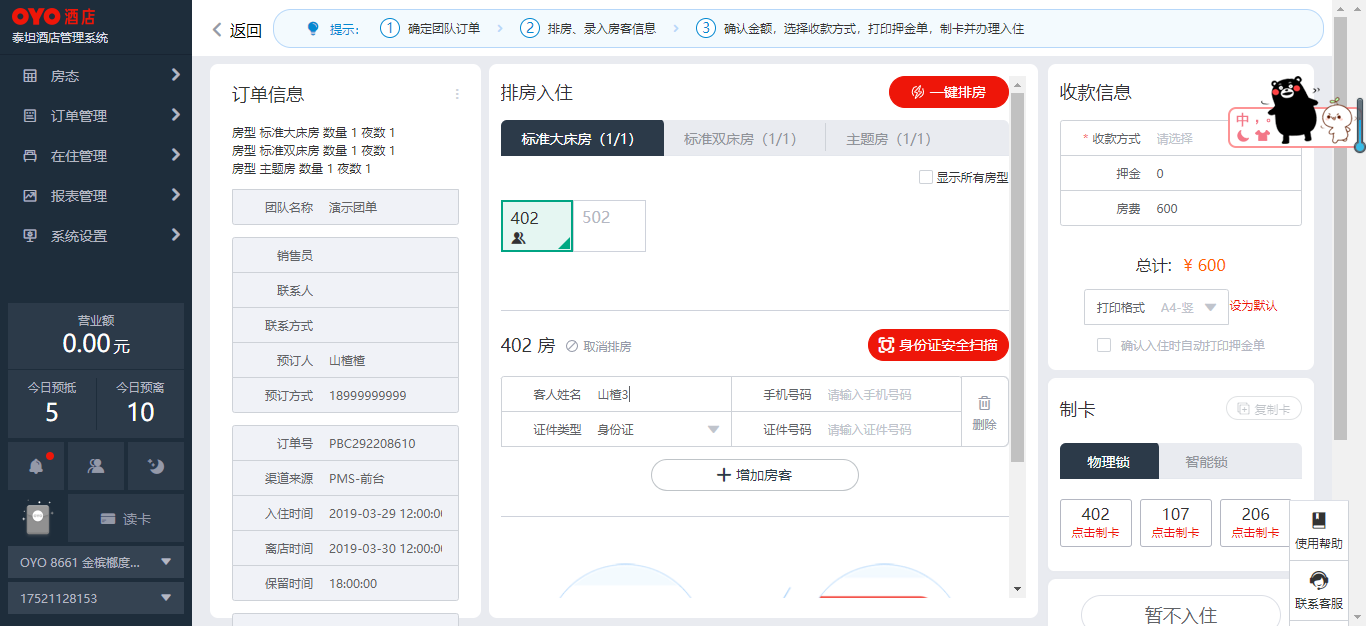 OYO 酒店
泰坦酒店管理系统
房态
订单管理
在住管理
报表管理
系统设置
营业额
0.00元
今日预抵
5
今日预离
10
读卡
OYO 8661 金槟榔度...
17521128153
返回
提示:
1 确定团队订单
2 排房、录入房客信息
3 确认金额，选择收款方式，打印押金单，制卡并办理入住
订单信息
房型 标准大床房 数量 1 夜数 1
房型 标准双床房 数量 1 夜数 1
房型 主题房 数量 1 夜数 1
团队名称 演示团单
销售员
联系人
联系方式
预订人 山楂楂
预订方式 18999999999
订单号 PBC292208610
渠道来源 PMS-前台
入住时间 2019-03-29 12:00:0
离店时间 2019-03-30 12:00:0
保留时间 18:00:00
排房入住
一键排房
标准大床房（1/1）
标准双床房（1/1）
主题房（1/1）
显示所有房型
402
502
402 房
取消排房
身份证安全扫描
客人姓名 山楂3
手机号码 请输入手机号码
证件类型 身份证
证件号码 请输入证件号码
删除
增加房客
收款信息
* 收款方式 请选择
押金 0
房费 600
总计: ¥ 600
打印格式 A4-竖
设为默认
确认入住时自动打印押金单
中，。
制卡
复制卡
物理锁
智能锁
402
点击制卡
107
点击制卡
206
点击制卡
暂不入住
使用帮助
联系客服